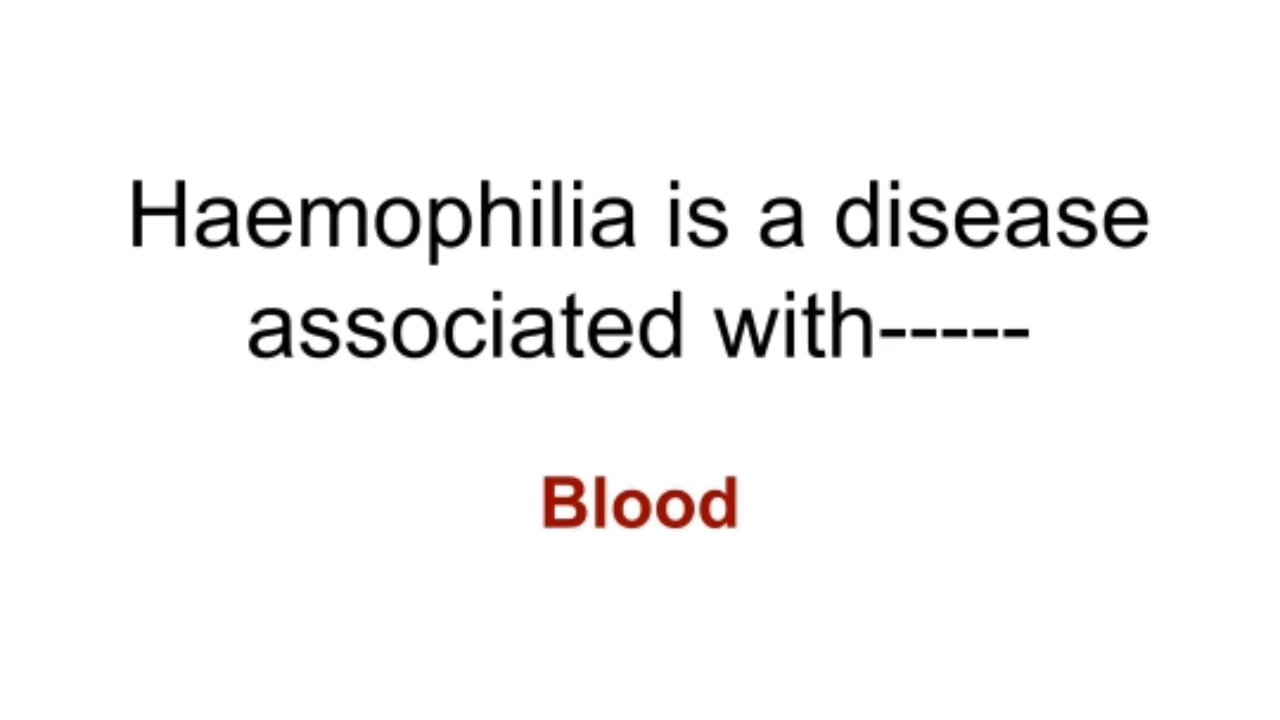 Haemophilia is a disease
associated with-----
Blood